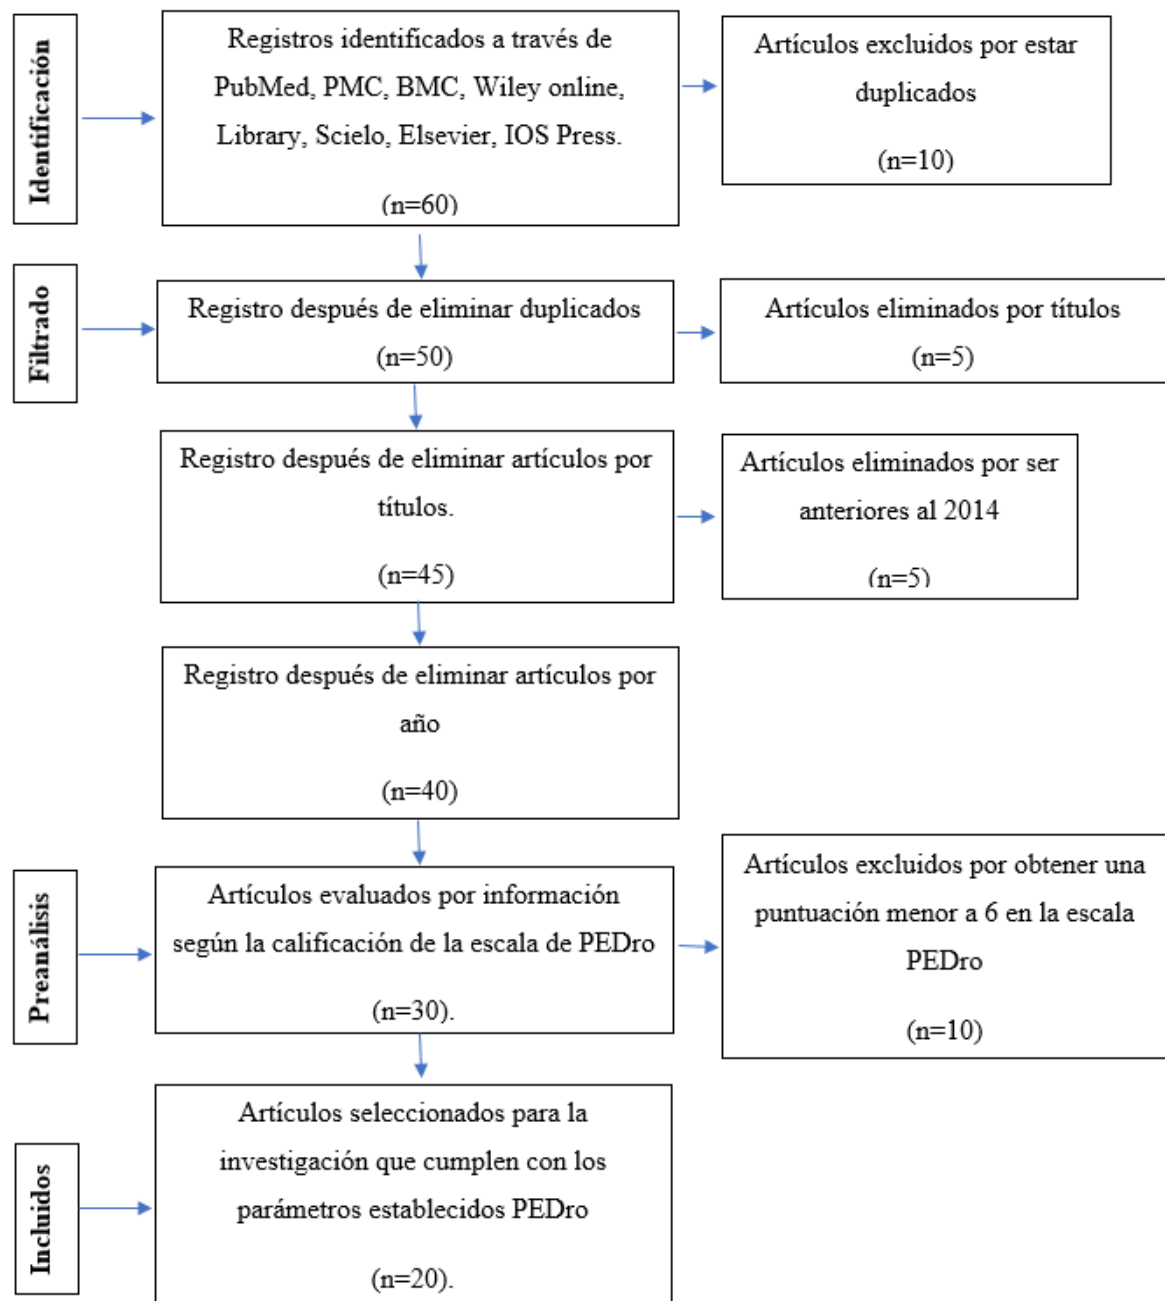 Identificación
Registros identificados a través de
PubMed, PMC, BMC, Wiley online,
Library, Scielo, Elsevier, IOS Press.
(n=60)
Artículos excluidos por estar
duplicados
(n=10)
Filtrado
Registro después de eliminar duplicados
(n=50)
Artículos eliminados por títulos
(n=5)
Registro después de eliminar artículos por
títulos.
(n=45)
Artículos eliminados por ser
anteriores al 2014
(n=5)
Registro después de eliminar artículos por
año
(n=40)
Preanálisis
Artículos evaluados por información
según la calificación de la escala de PEDro
(n=30).
Artículos excluidos por obtener una
puntuación menor a 6 en la escala
PEDro
(n=10)
Incluidos
Artículos seleccionados para la
investigación que cumplen con los
parámetros establecidos PEDro
(n=20).